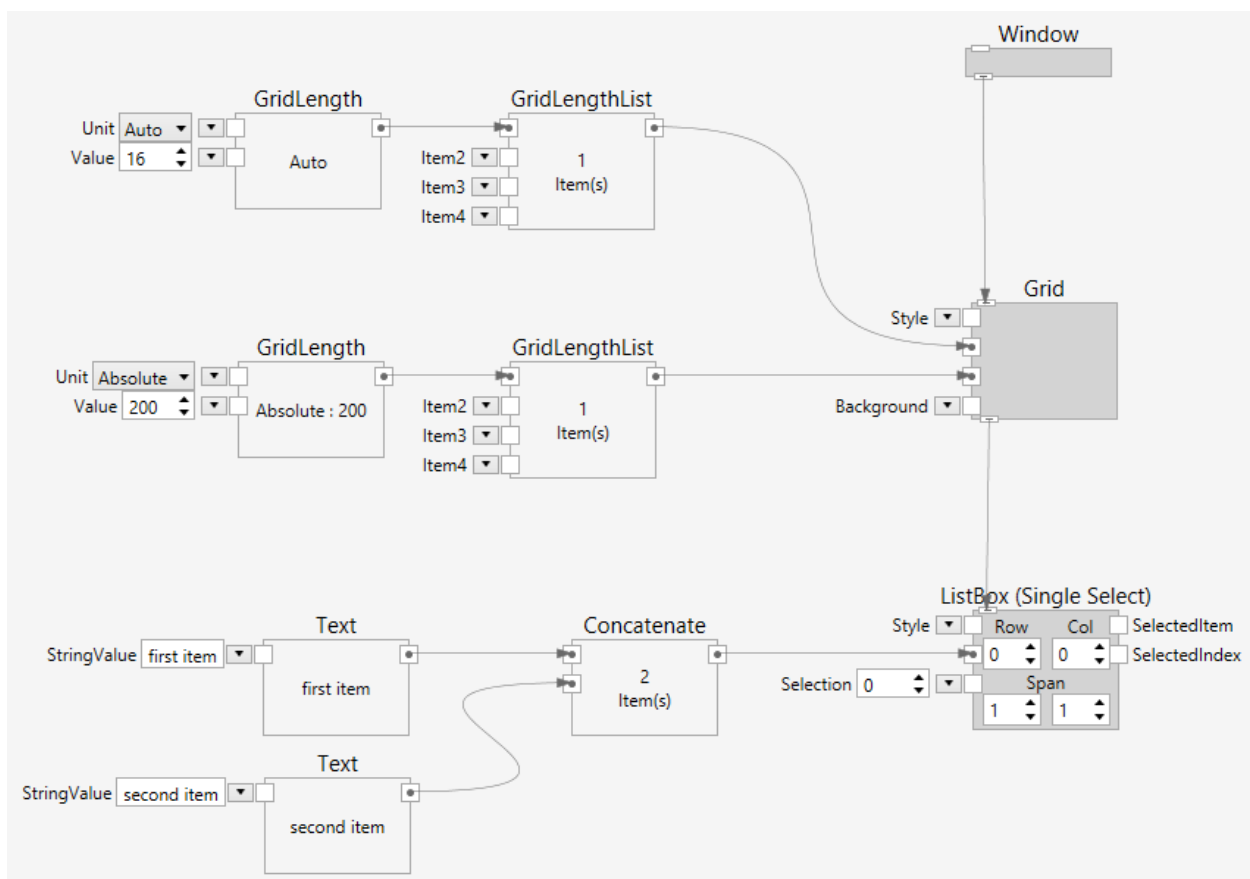 Window
GridLength
GridLengthList
Unit Auto
Value 16
Auto
Item2
1
Item(s)
Item3
Item4
Grid
Style
GridLength
GridLengthList
Unit Absolute
Value 200
Absolute : 200
Item2
1
Item(s)
Item3
Item4
Background
ListBox (Single Select)
Style
Row
Col
SelectedItem
0
0
SelectedIndex
Selection 0
Span
1
1
Text
Concatenate
StringValue first item
first item
2
Item(s)
Text
StringValue second item
second item